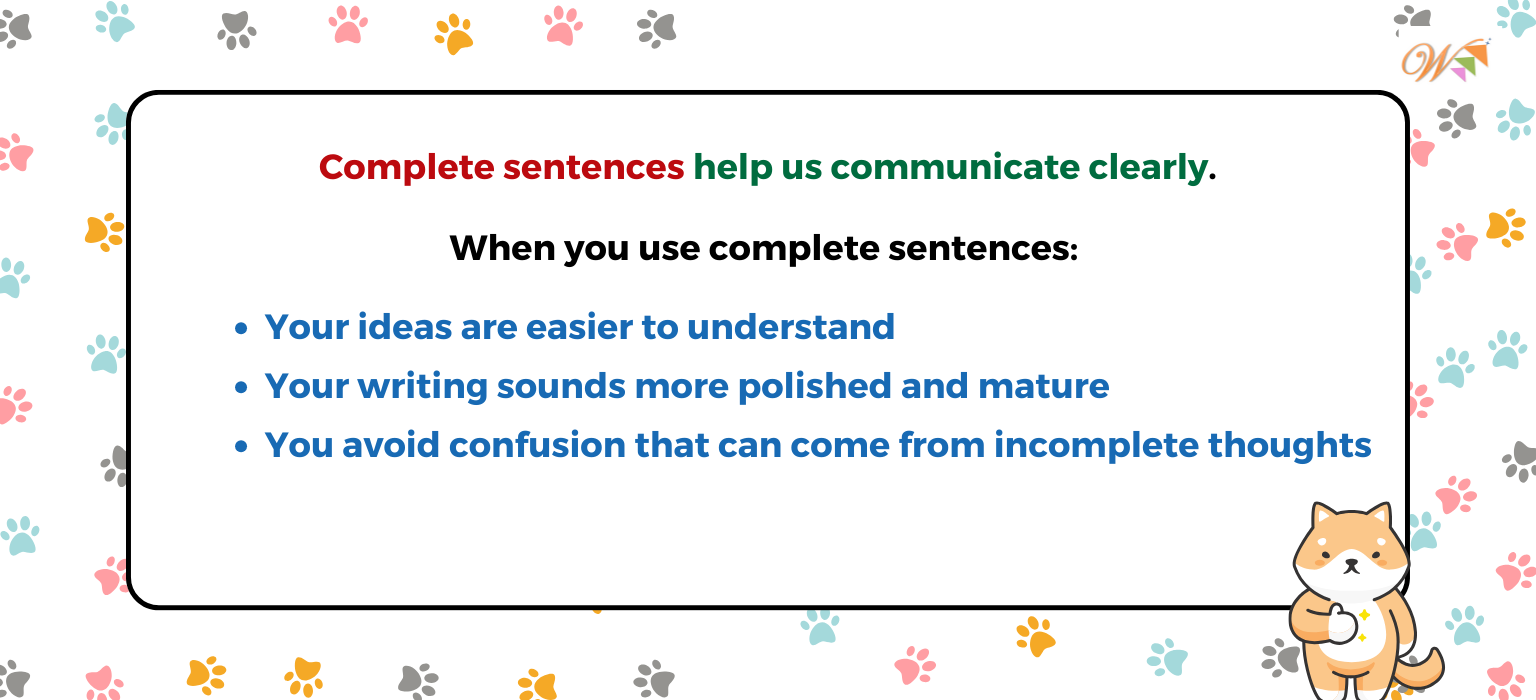 W
Complete sentences help us communicate clearly.
When you use complete sentences:
• Your ideas are easier to understand
• Your writing sounds more polished and mature
• You avoid confusion that can come from incomplete thoughts